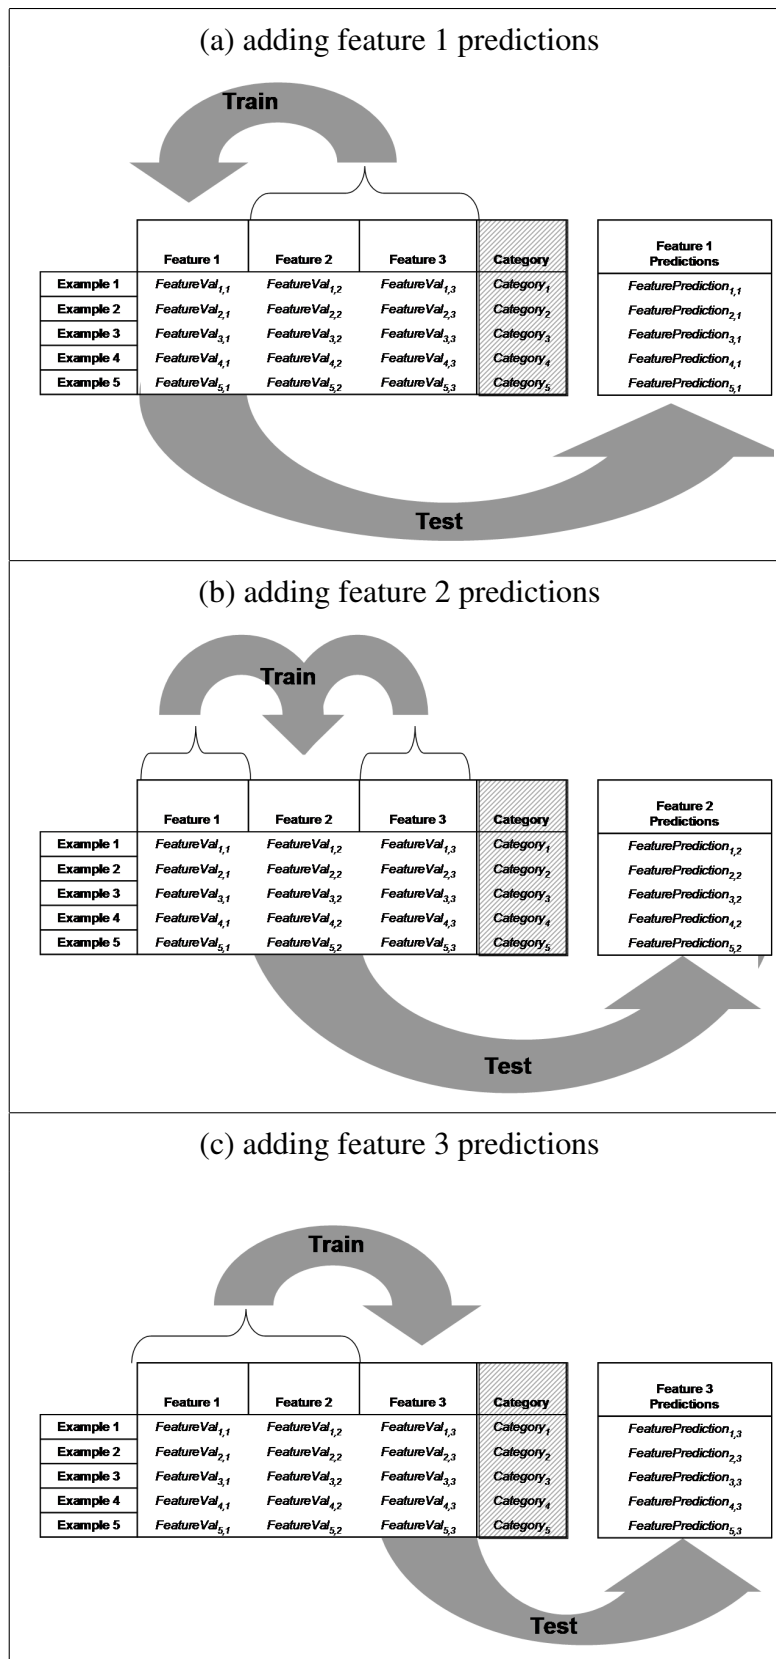 (a) adding feature 1 predictions
Train
Feature 1 Feature 2 Feature 3 Category Feature 1 Predictions
Example 1 FeatureVal1,1 FeatureVal1,2 FeatureVal1,3 Category1 FeaturePrediction1,1
Example 2 FeatureVal2,1 FeatureVal2,2 FeatureVal2,3 Category2 FeaturePrediction2,1
Example 3 FeatureVal3,1 FeatureVal3,2 FeatureVal3,3 Category3 FeaturePrediction3,1
Example 4 FeatureVal4,1 FeatureVal4,2 FeatureVal4,3 Category4 FeaturePrediction4,1
Example 5 FeatureVal5,1 FeatureVal5,2 FeatureVal5,3 Category5 FeaturePrediction5,1
Test
(b) adding feature 2 predictions
Train
Feature 1 Feature 2 Feature 3 Category Feature 2 Predictions
Example 1 FeatureVal1,1 FeatureVal1,2 FeatureVal1,3 Category1 FeaturePrediction1,2
Example 2 FeatureVal2,1 FeatureVal2,2 FeatureVal2,3 Category2 FeaturePrediction2,2
Example 3 FeatureVal3,1 FeatureVal3,2 FeatureVal3,3 Category3 FeaturePrediction3,2
Example 4 FeatureVal4,1 FeatureVal4,2 FeatureVal4,3 Category4 FeaturePrediction4,2
Example 5 FeatureVal5,1 FeatureVal5,2 FeatureVal5,3 Category5 FeaturePrediction5,2
Test
(c) adding feature 3 predictions
Train
Feature 1 Feature 2 Feature 3 Category Feature 3 Predictions
Example 1 FeatureVal1,1 FeatureVal1,2 FeatureVal1,3 Category1 FeaturePrediction1,3
Example 2 FeatureVal2,1 FeatureVal2,2 FeatureVal2,3 Category2 FeaturePrediction2,3
Example 3 FeatureVal3,1 FeatureVal3,2 FeatureVal3,3 Category3 FeaturePrediction3,3
Example 4 FeatureVal4,1 FeatureVal4,2 FeatureVal4,3 Category4 FeaturePrediction4,3
Example 5 FeatureVal5,1 FeatureVal5,2 FeatureVal5,3 Category5 FeaturePrediction5,3
Test